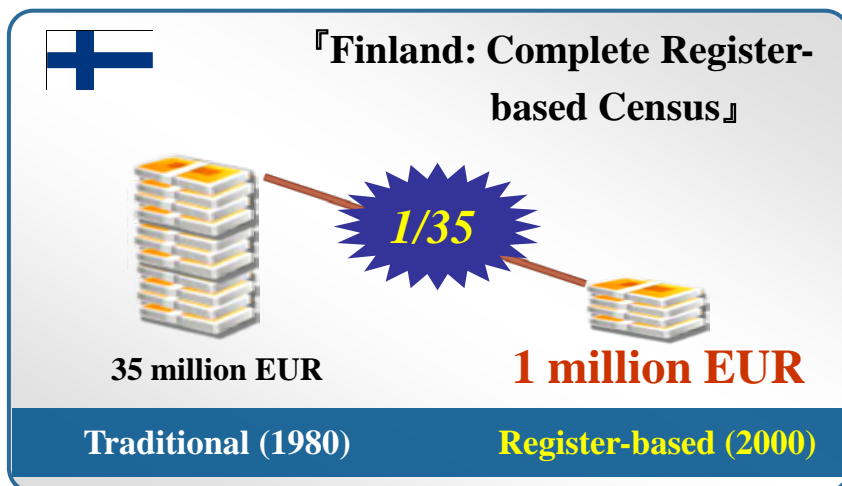 『Finland: Complete Register-
based Census』
1/35
35 million EUR
1 million EUR
Traditional (1980)
Register-based (2000)